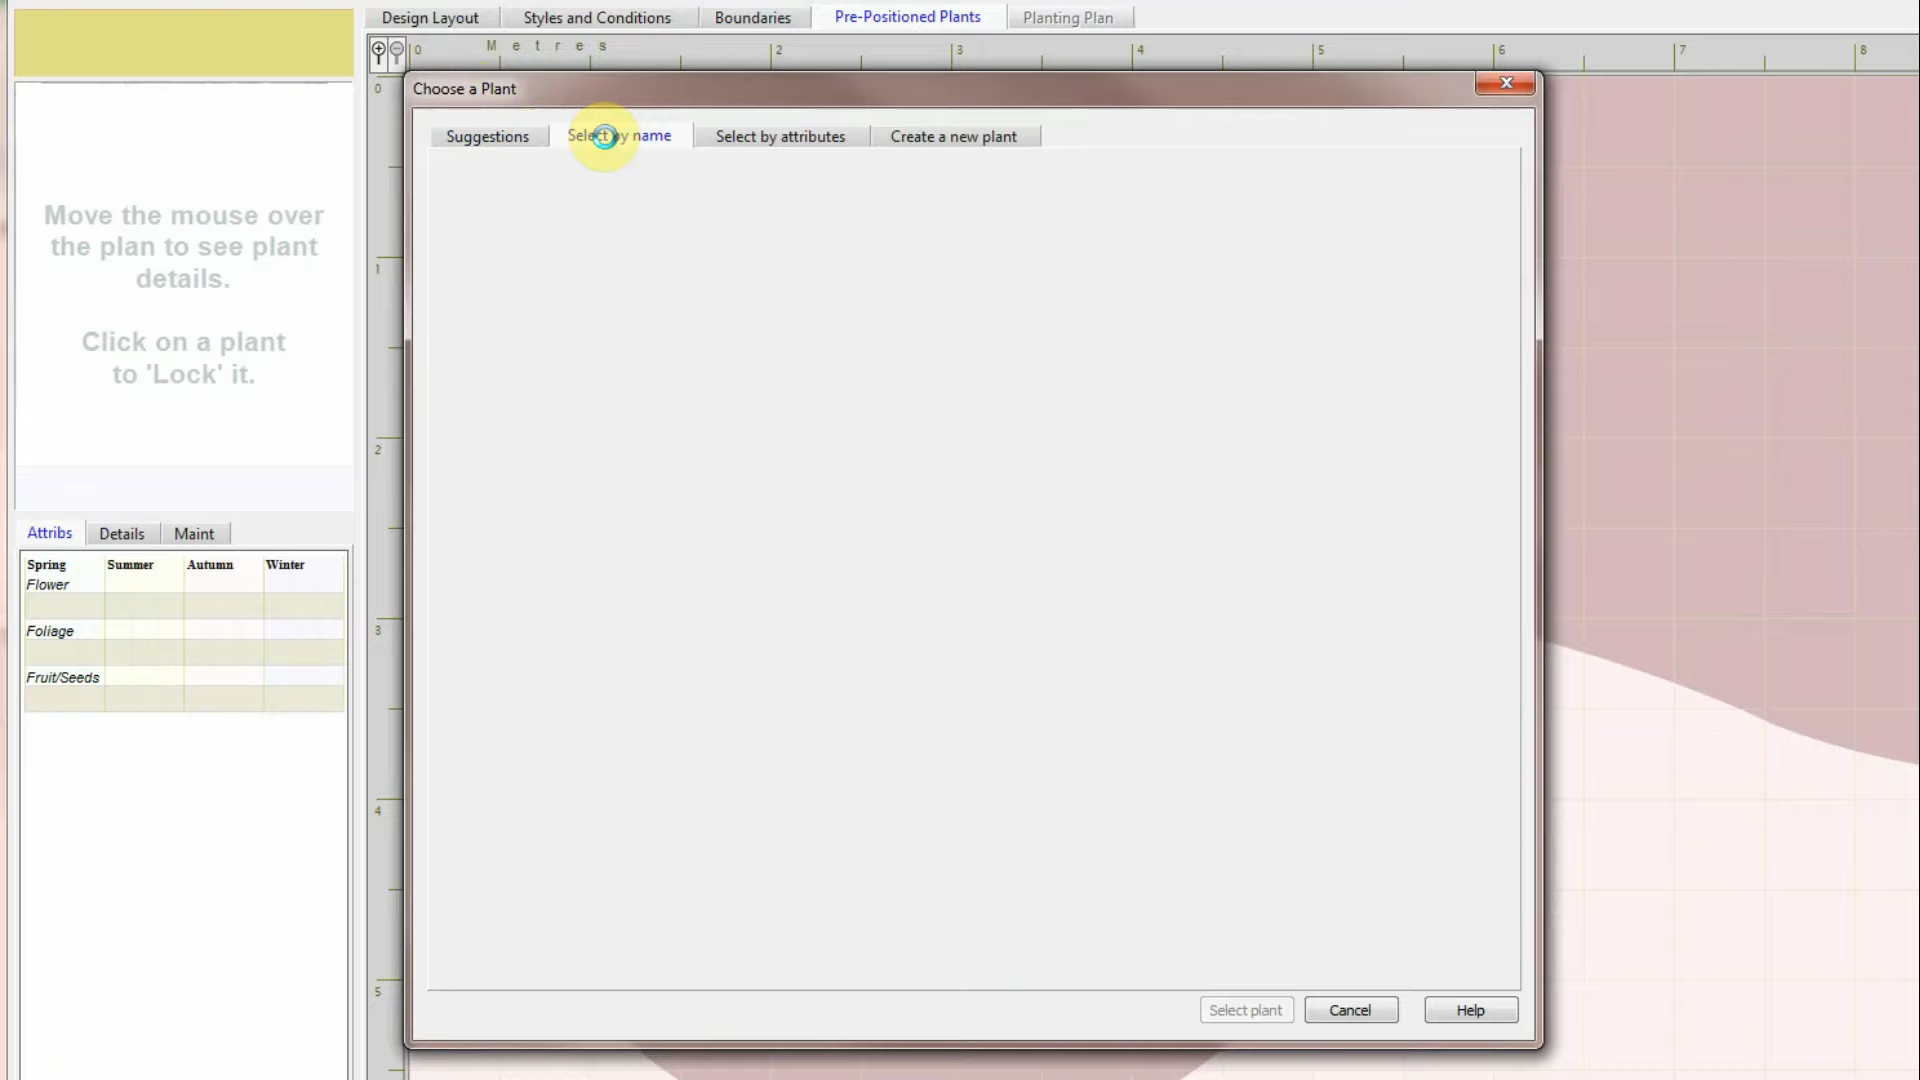 Design Layout Styles and Conditions Boundaries Pre-Positioned Plants Planting Plan
0 Metres 2 3 4 5 6 7 8
Choose a Plant
Suggestions Select by name Select by attributes Create a new plant
Move the mouse over
the plan to see plant
details.
Click on a plant
to 'Lock' it.
0
1
2
3
4
5
Attribs Details Maint
Spring Summer Autumn Winter
Flower
Foliage
Fruit/Seeds
Select plant Cancel Help